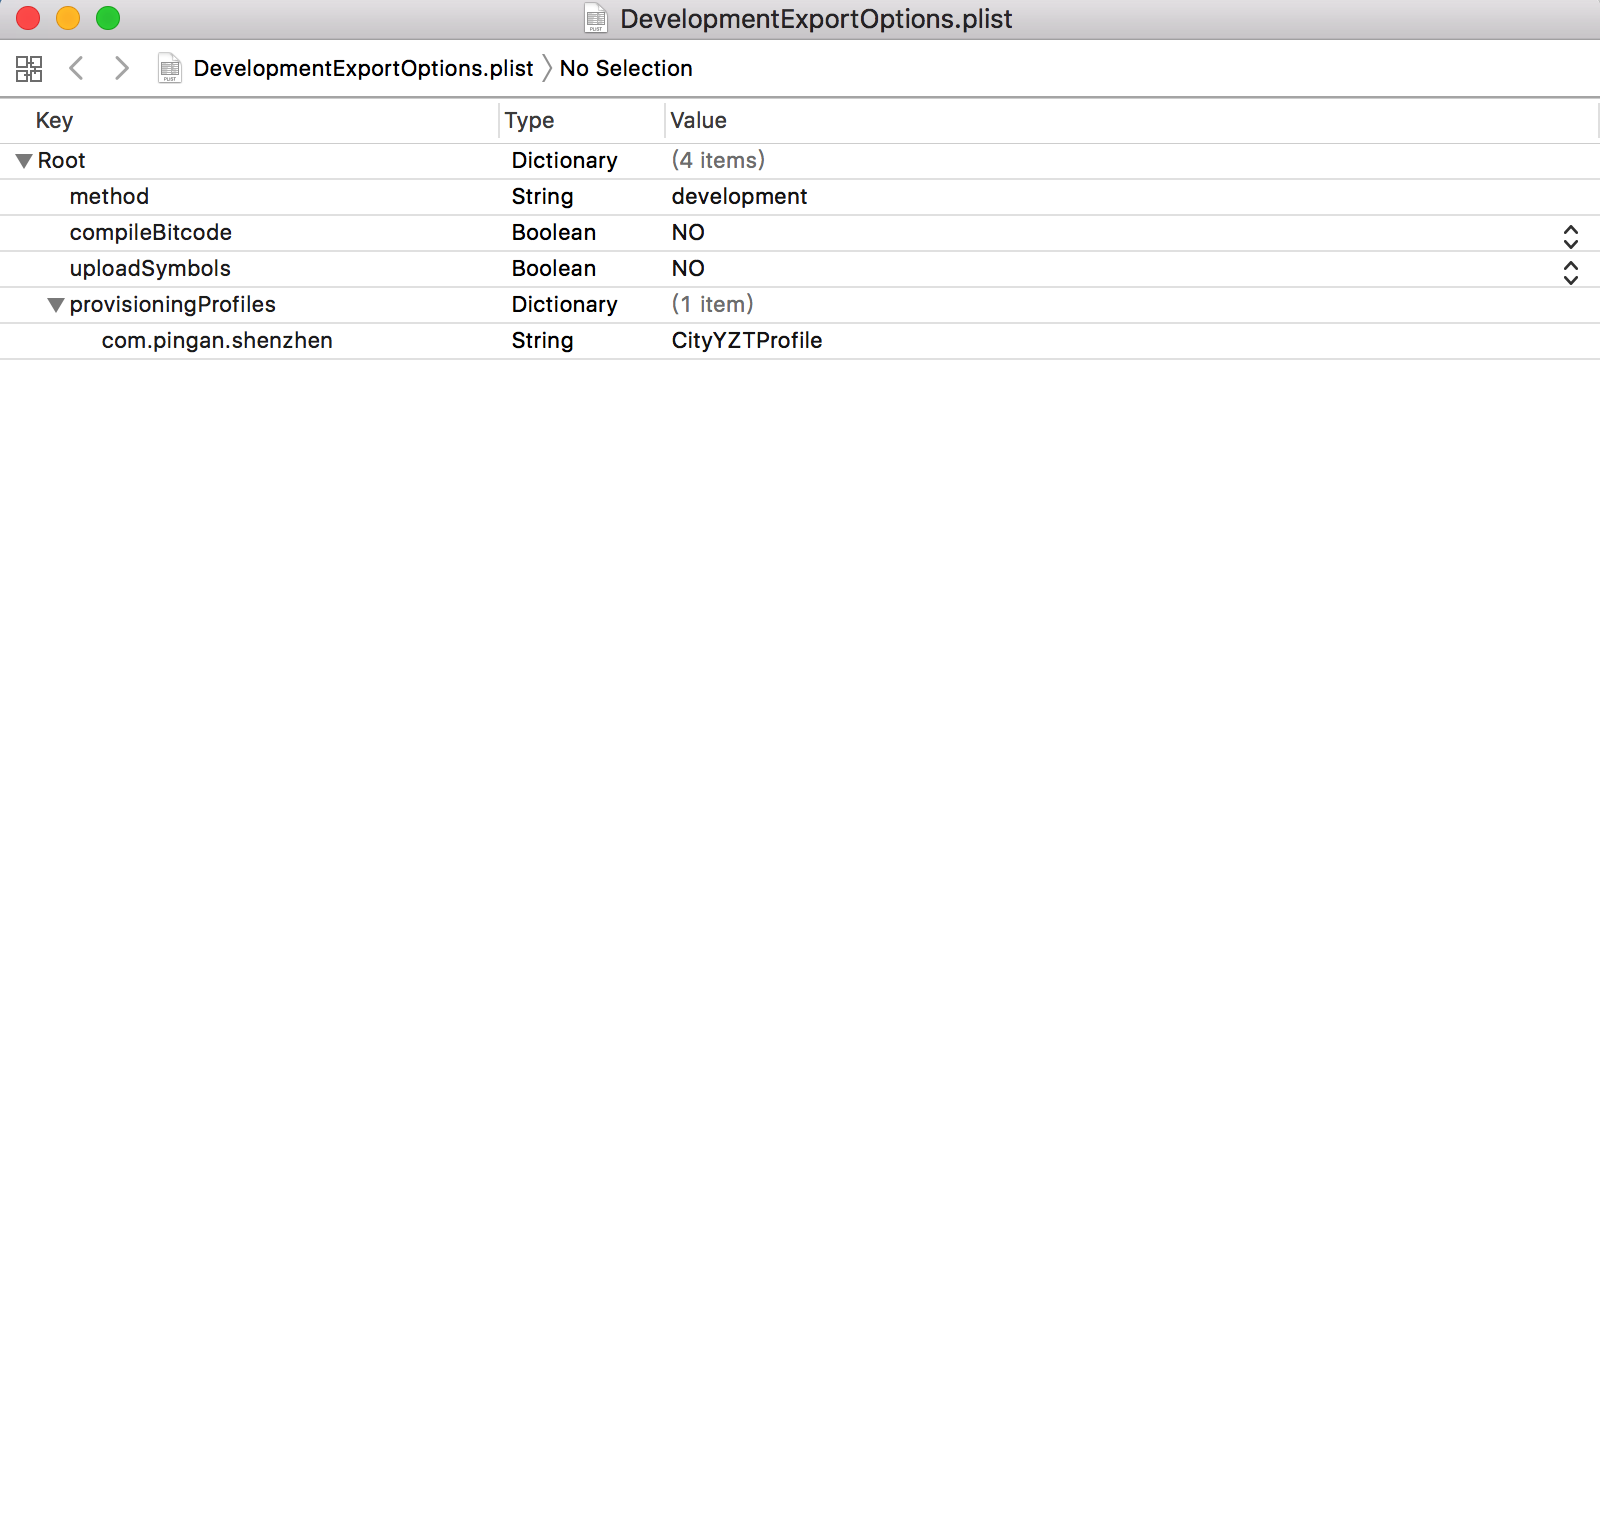 DevelopmentExportOptions.plist
DevelopmentExportOptions.plist No Selection
Key Type Value
Root Dictionary (4 items)
method String development
compileBitcode Boolean NO
uploadSymbols Boolean NO
provisioningProfiles Dictionary (1 item)
com.pingan.shenzhen String CityYZTProfile